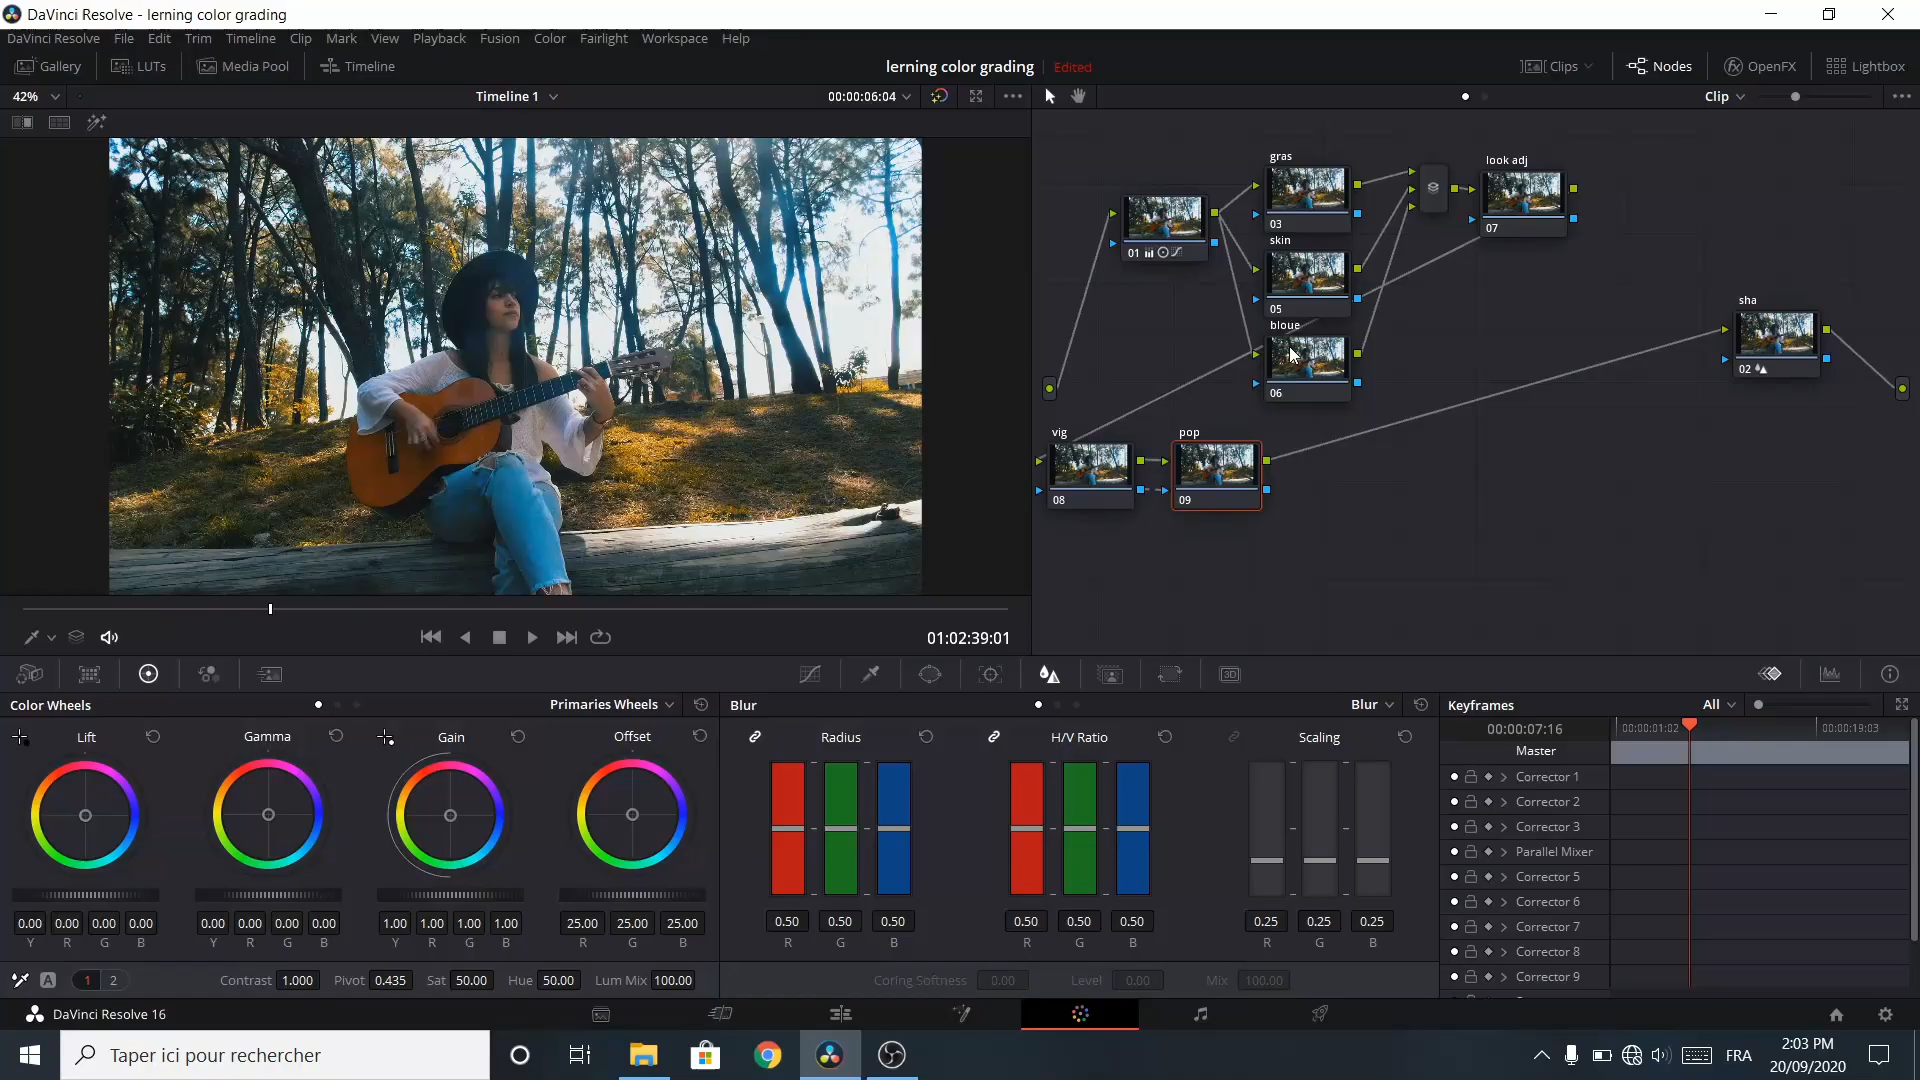 DaVinci Resolve - lerning color grading
DaVinci Resolve File Edit Trim Timeline Clip Mark View Playback Fusion Color Fairlight Workspace Help
Gallery LUTs Media Pool Timeline lerning color grading Edited Clips Nodes OpenFX Lightbox
42% Timeline 1 00:00:06:04 Clip
gras
look adj
03
07
01
skin
05
sha
02
bloue
06
vig pop
08 09
01:02:39:01
3D
Color Wheels Primaries Wheels Blur Blur Keyframes All
Lift Gamma Gain Offset Radius H/V Ratio Scaling
00:00:07:16 00:00:01:02 00:00:19:03
Master
Corrector 1
Corrector 2
Corrector 3
Parallel Mixer
Corrector 5
Corrector 6
Corrector 7
Corrector 8
Corrector 9
0.00 0.00 0.00 0.00 0.00 0.00 0.00 0.00 1.00 1.00 1.00 1.00 25.00 25.00 25.00 0.50 0.50 0.50 0.50 0.50 0.50 0.25 0.25 0.25
Y R G B Y R G B Y R G B R G B R G B R G B R G B
A 1 2 Contrast 1.000 Pivot 0.435 Sat 50.00 Hue 50.00 Lum Mix 100.00 Coring Softness 0.00 Level 0.00 Mix 100.00
DaVinci Resolve 16
Taper ici pour rechercher
FRA
2:03 PM
20/09/2020